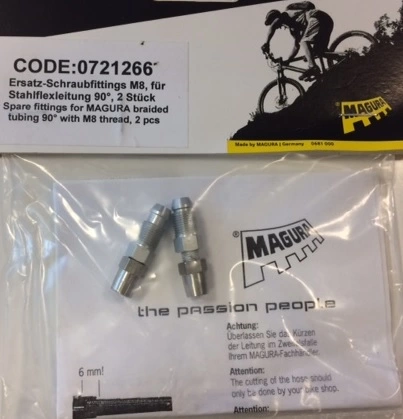 CODE:0721266
Ersatz-Schraubfittings M8, für
Stahlflexleitung 90°, 2 Stück
Spare fittings for MAGURA braided
tubing 90° with M8 thread, 2 pcs
MAGURA
Made by MAGURA | Germany
MAGURA
the passion people
Achtung:
Überlassen Sie das Kürzen
der Leitung im Zweifelsfalle
Ihrem MAGURA-Fachhändler.
6 mm!
Attention:
The cutting of the hose should
only be done by your bike shop.
Attention: